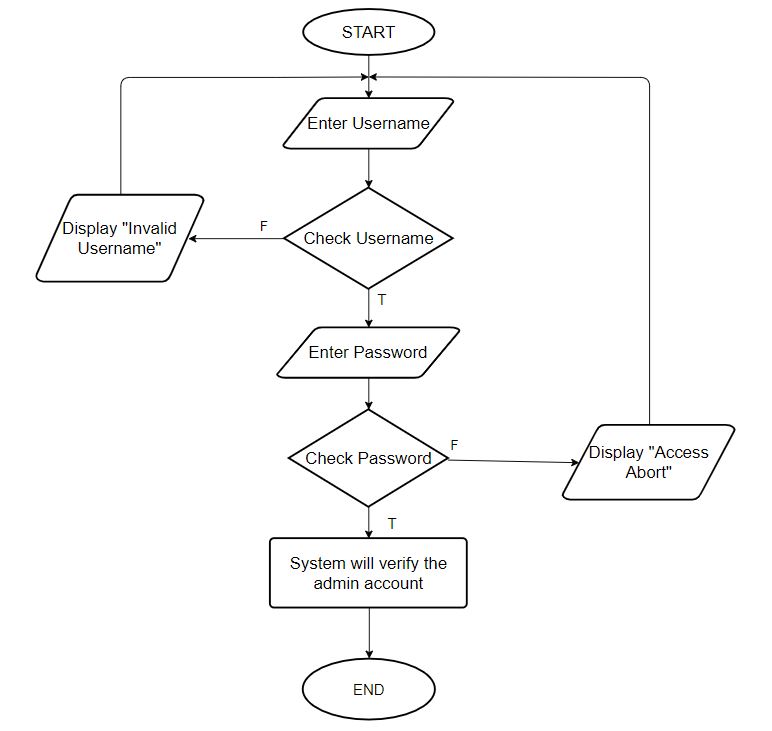 START
Enter Username
Display "Invalid
Username"
F
Check Username
T
Enter Password
Check Password
F
Display "Access
Abort"
T
System will verify the
admin account
END